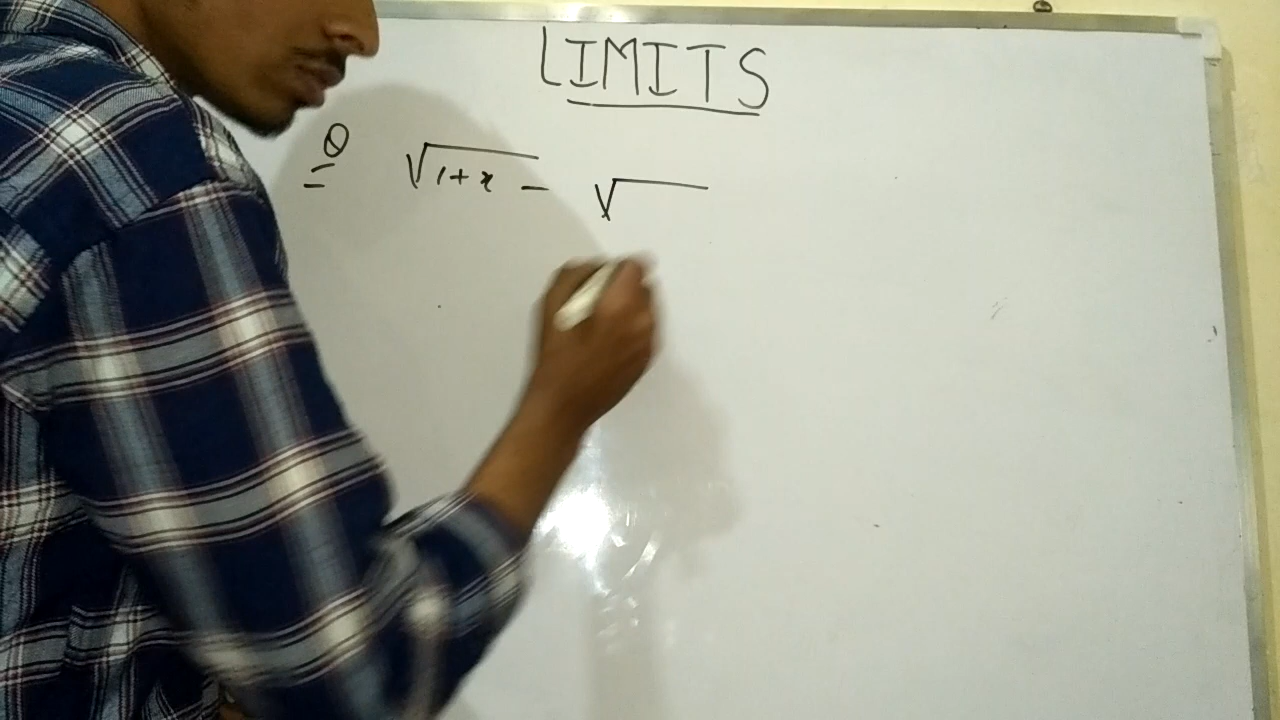 LIMITS
Q √1+x - √